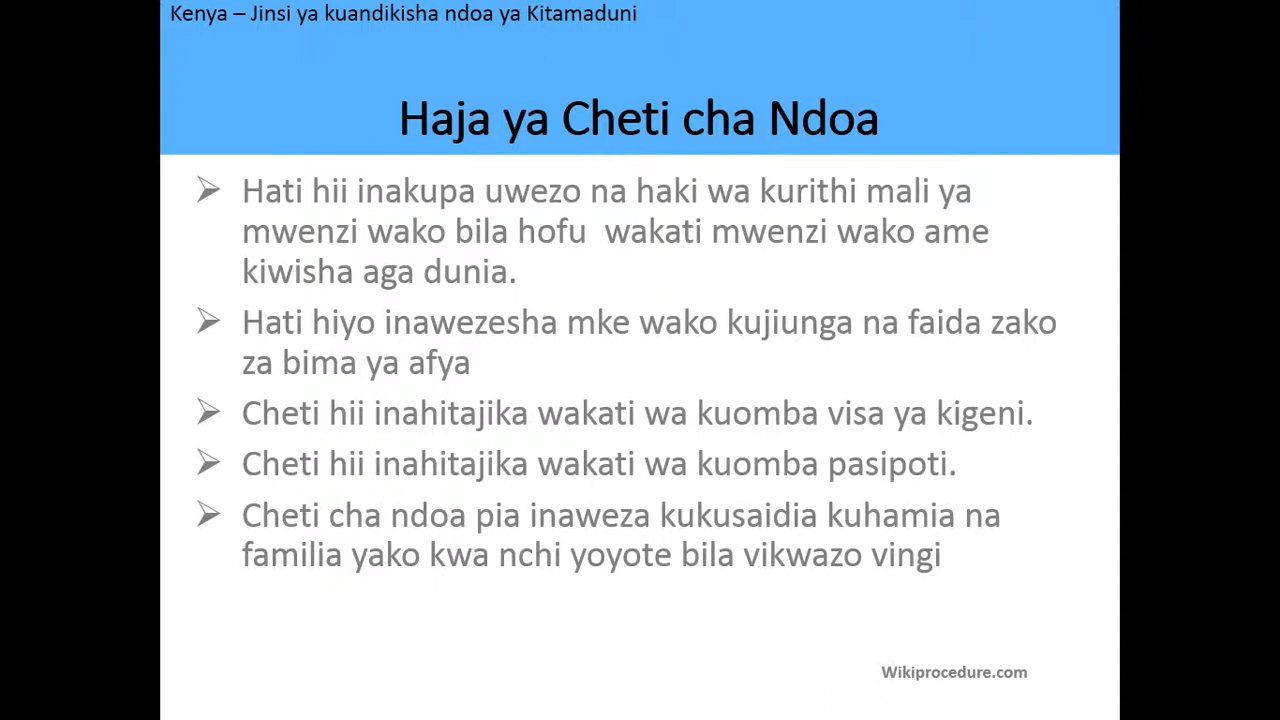 Kenya – Jinsi ya kuandikisha ndoa ya Kitamaduni
Haja ya Cheti cha Ndoa
➢ Hati hii inakupa uwezo na haki wa kurithi mali ya
mwenzi wako bila hofu  wakati mwenzi wako ame
kiwisha aga dunia.
➢ Hati hiyo inawezesha mke wako kujiunga na faida zako
za bima ya afya
➢ Cheti hii inahitajika wakati wa kuomba visa ya kigeni.
➢ Cheti hii inahitajika wakati wa kuomba pasipoti.
➢ Cheti cha ndoa pia inaweza kukusaidia kuhamia na
familia yako kwa nchi yoyote bila vikwazo vingi
Wikiprocedure.com